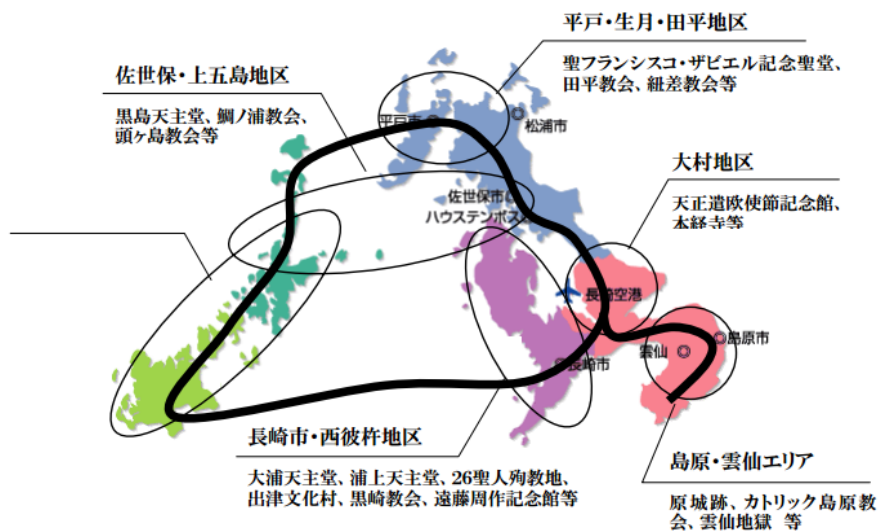 平戸・生月・田平地区
聖フランシスコ・ザビエル記念聖堂、
田平教会、紐差教会等
佐世保・上五島地区
黒島天主堂、鯛ノ浦教会、
頭ヶ島教会等
平戸市
松浦市
大村地区
天正遣欧使節記念館、
本経寺等
佐世保市
ハウステンボス
長崎空港
島原市
雲仙
長崎市
長崎市・西彼杵地区
大浦天主堂、浦上天主堂、26聖人殉教地、
出津文化村、黒崎教会、遠藤周作記念館等
島原・雲仙エリア
原城跡、カトリック島原教
会、雲仙地獄 等